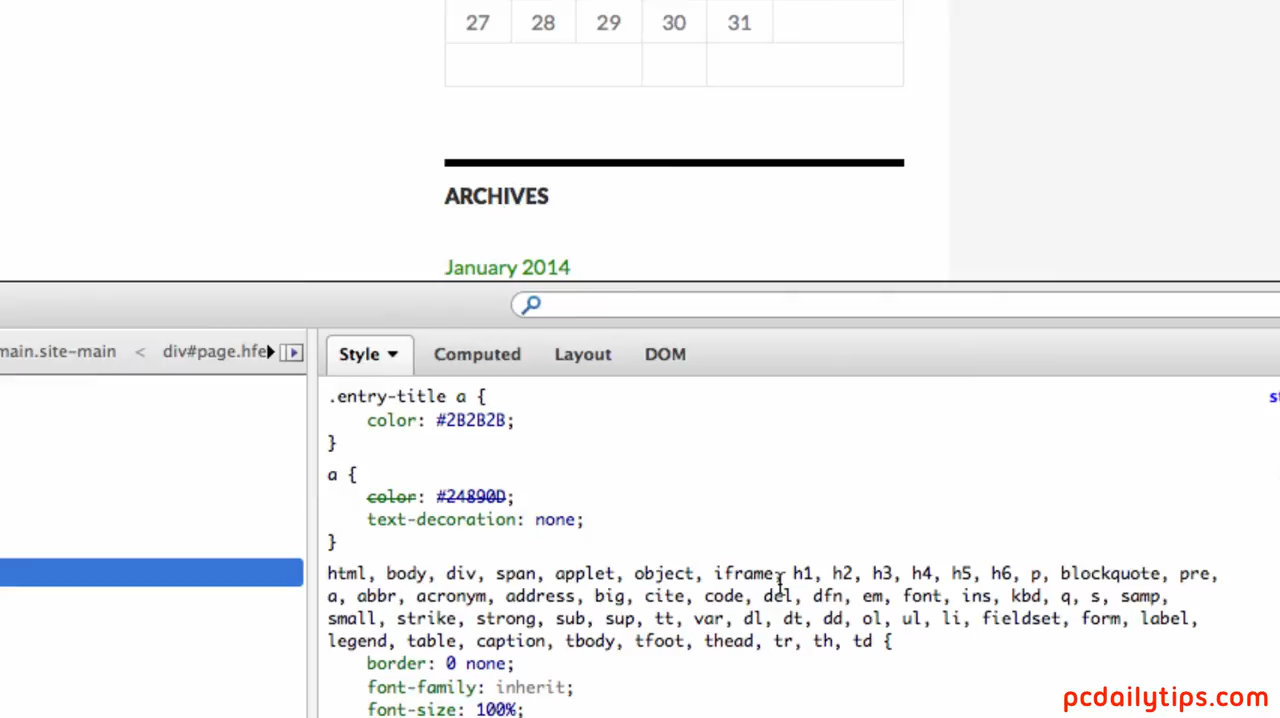 27 28 29 30 31
ARCHIVES
January 2014
main.site-main < div#page.hfe
Style Computed Layout DOM
.entry-title a {
color: #2B2B2B;
}
a {
color: #24890D;
text-decoration: none;
}
html, body, div, span, applet, object, iframe, h1, h2, h3, h4, h5, h6, p, blockquote, pre,
a, abbr, acronym, address, big, cite, code, del, dfn, em, font, ins, kbd, q, s, samp,
small, strike, strong, sub, sup, tt, var, dl, dt, dd, ol, ul, li, fieldset, form, label,
legend, table, caption, tbody, tfoot, thead, tr, th, td {
border: 0 none;
font-family: inherit;
font-size: 100%;
pcdailytips.com